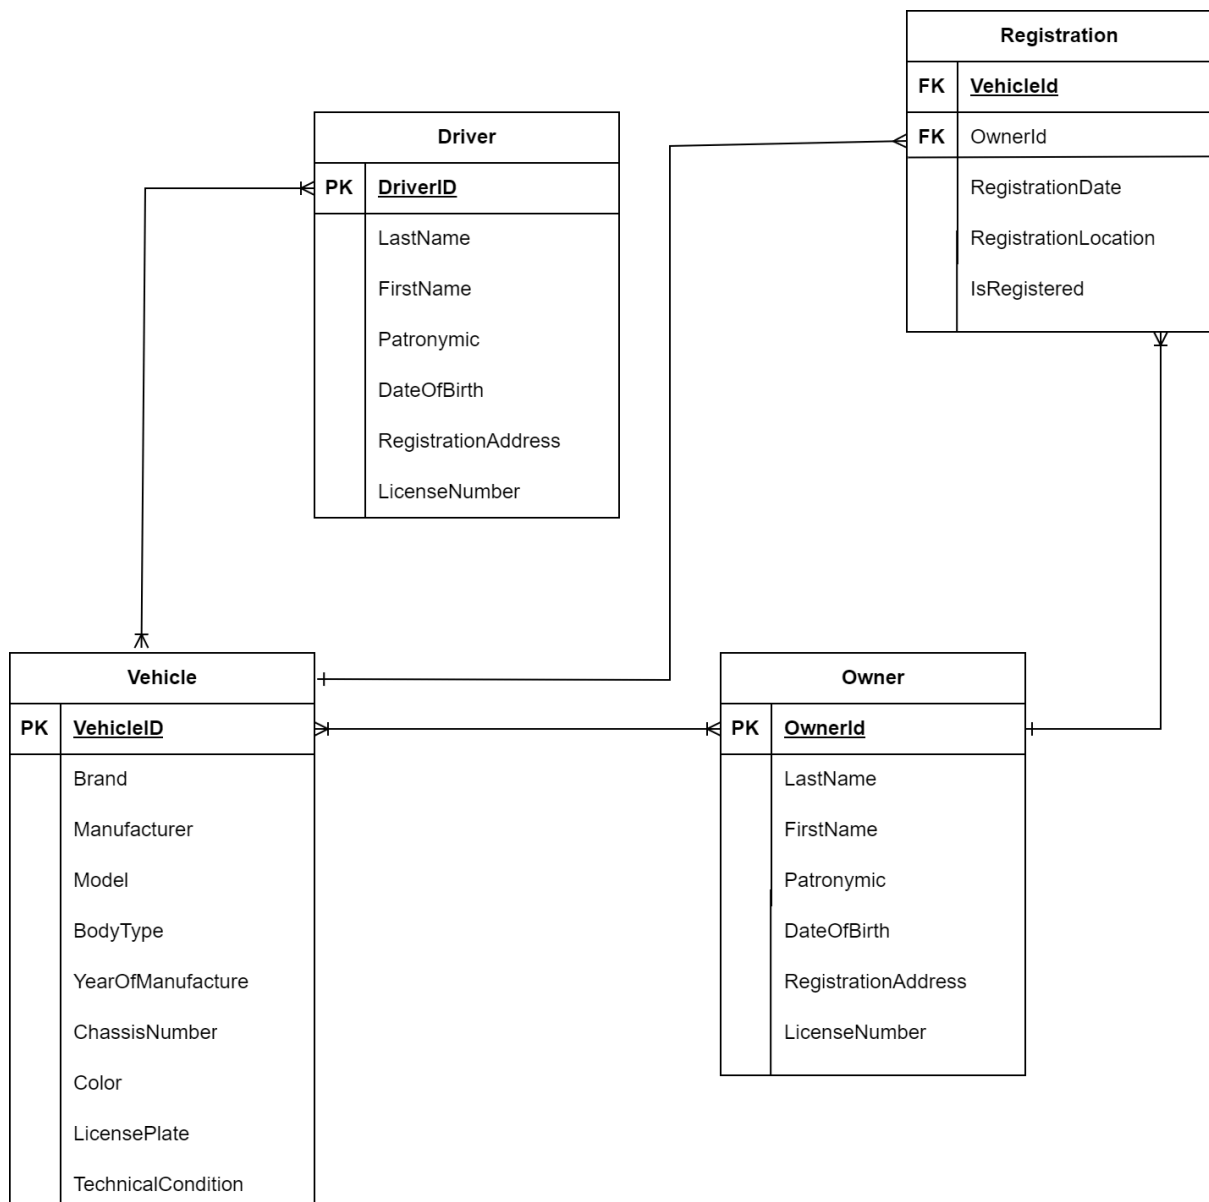 Registration
FK VehicleId
FK OwnerId
RegistrationDate
RegistrationLocation
IsRegistered
Driver
PK DriverID
LastName
FirstName
Patronymic
DateOfBirth
RegistrationAddress
LicenseNumber
Vehicle
PK VehicleID
Brand
Manufacturer
Model
BodyType
YearOfManufacture
ChassisNumber
Color
LicensePlate
TechnicalCondition
Owner
PK OwnerId
LastName
FirstName
Patronymic
DateOfBirth
RegistrationAddress
LicenseNumber